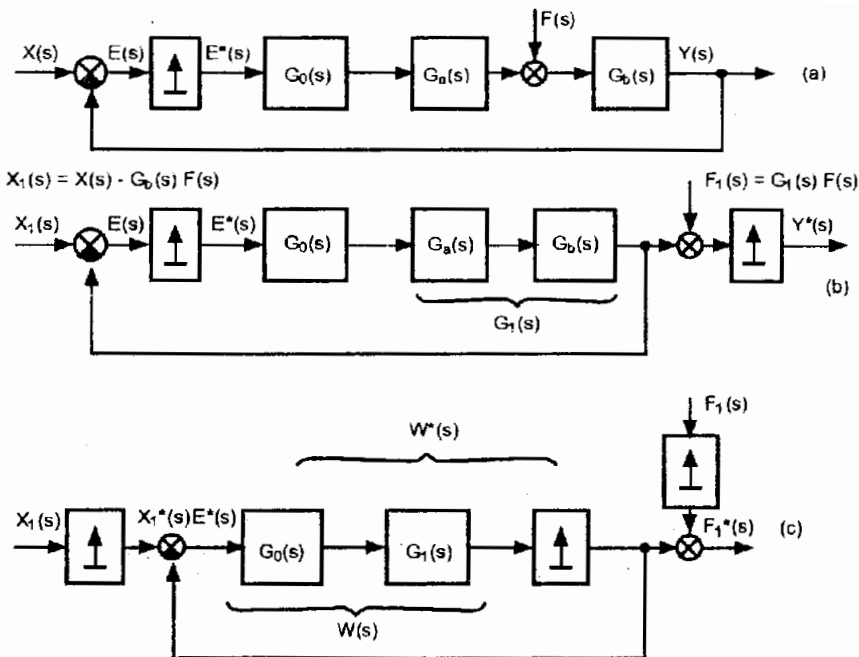 F(s)
X(s) E(s) E*(s) G0(s) Ga(s) Gb(s) Y(s) (a)
X1(s) = X(s) - Gb(s) F(s) F1(s) = G1(s) F(s)
X1(s) E(s) E*(s) G0(s) Ga(s) Gb(s) Y*(s)
(b)
G1(s)
F1(s)
W*(s)
X1(s) X1*(s) E*(s) G0(s) G1(s) F1*(s) (c)
W(s)